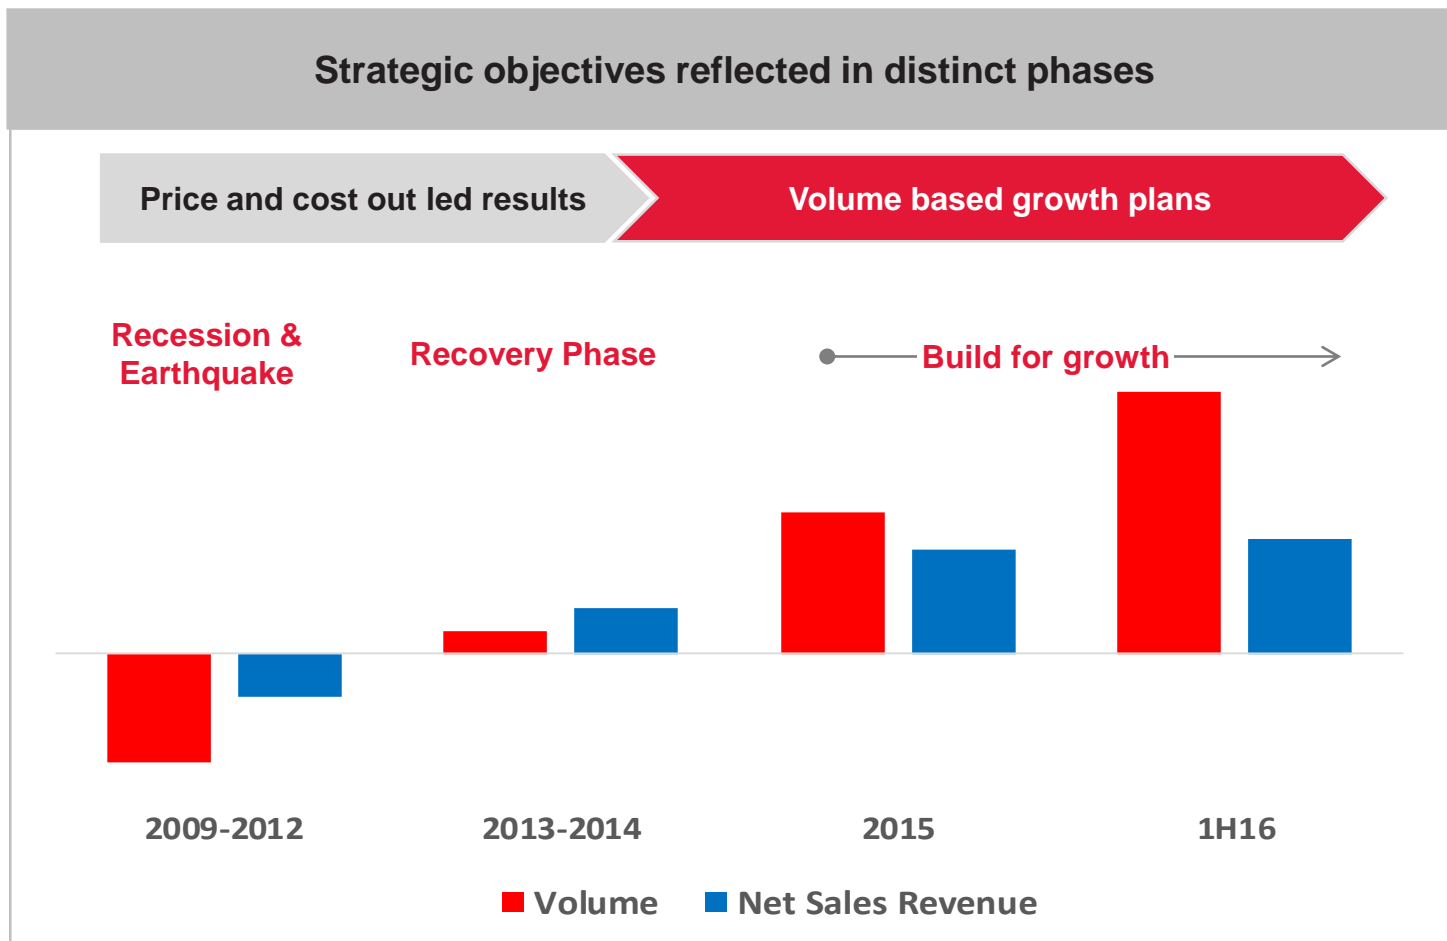 Strategic objectives reflected in distinct phases
Price and cost out led results
Volume based growth plans
Recession &
Earthquake
Recovery Phase
Build for growth
2009-2012
2013-2014
2015
1H16
Volume
Net Sales Revenue